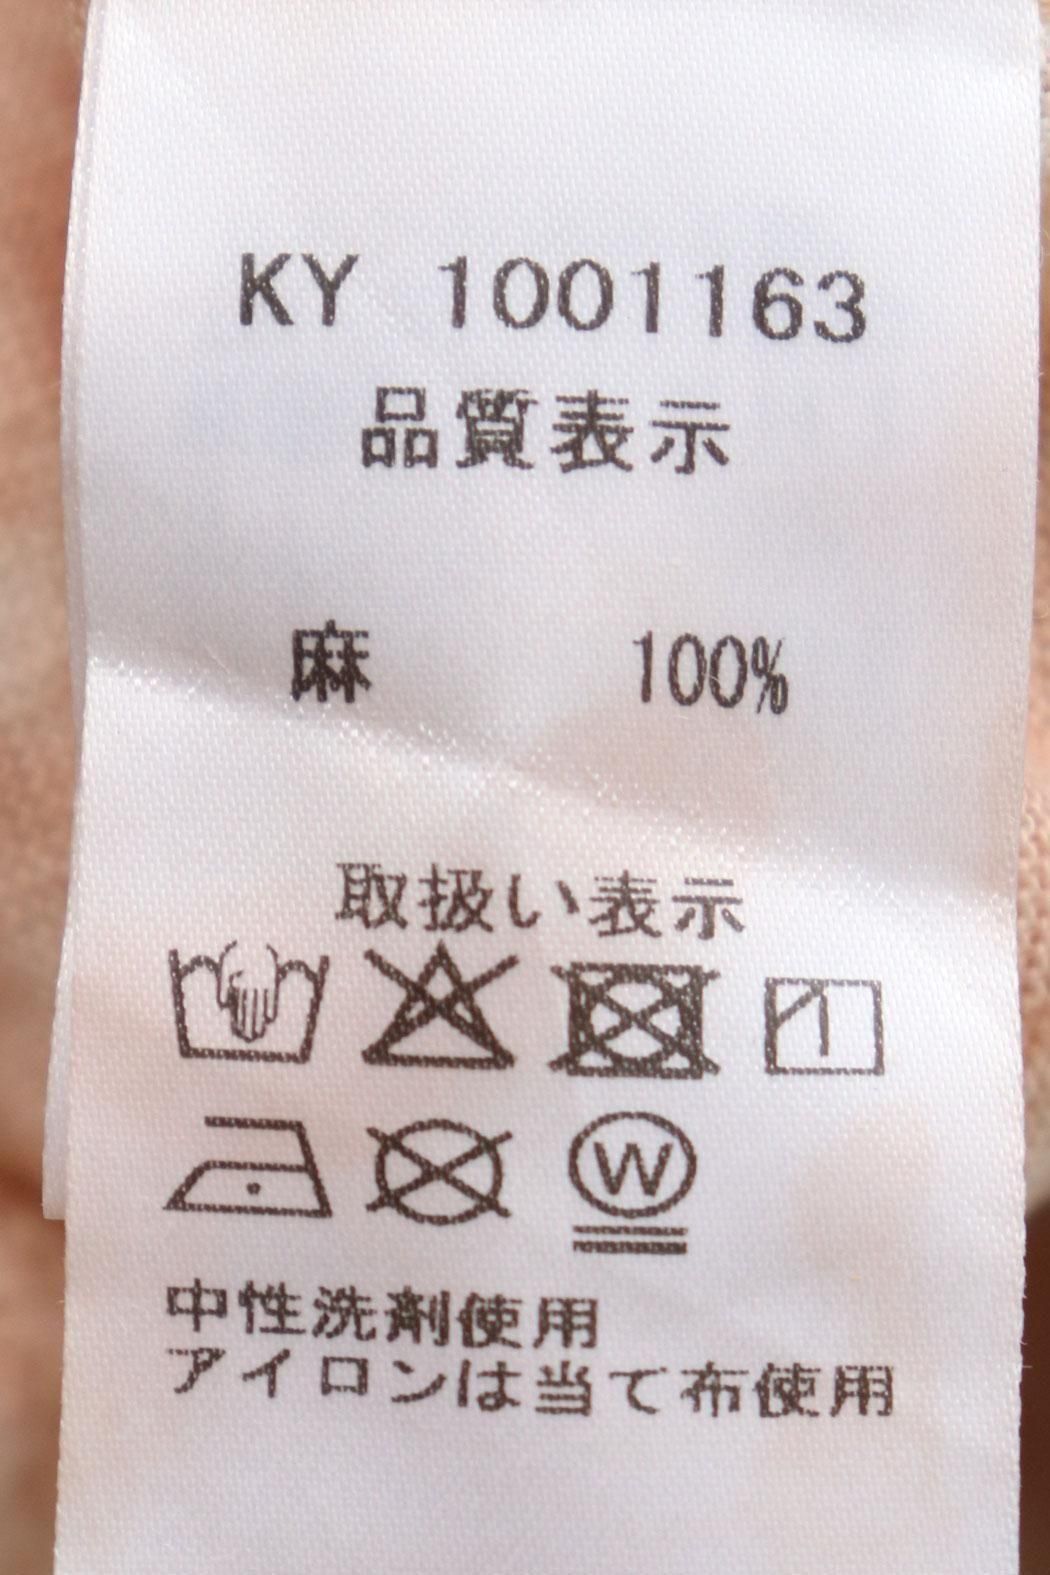 KY 1001163
品質表示
麻 100%
取扱い表示
W
中性洗剤使用
アイロンは当て布使用